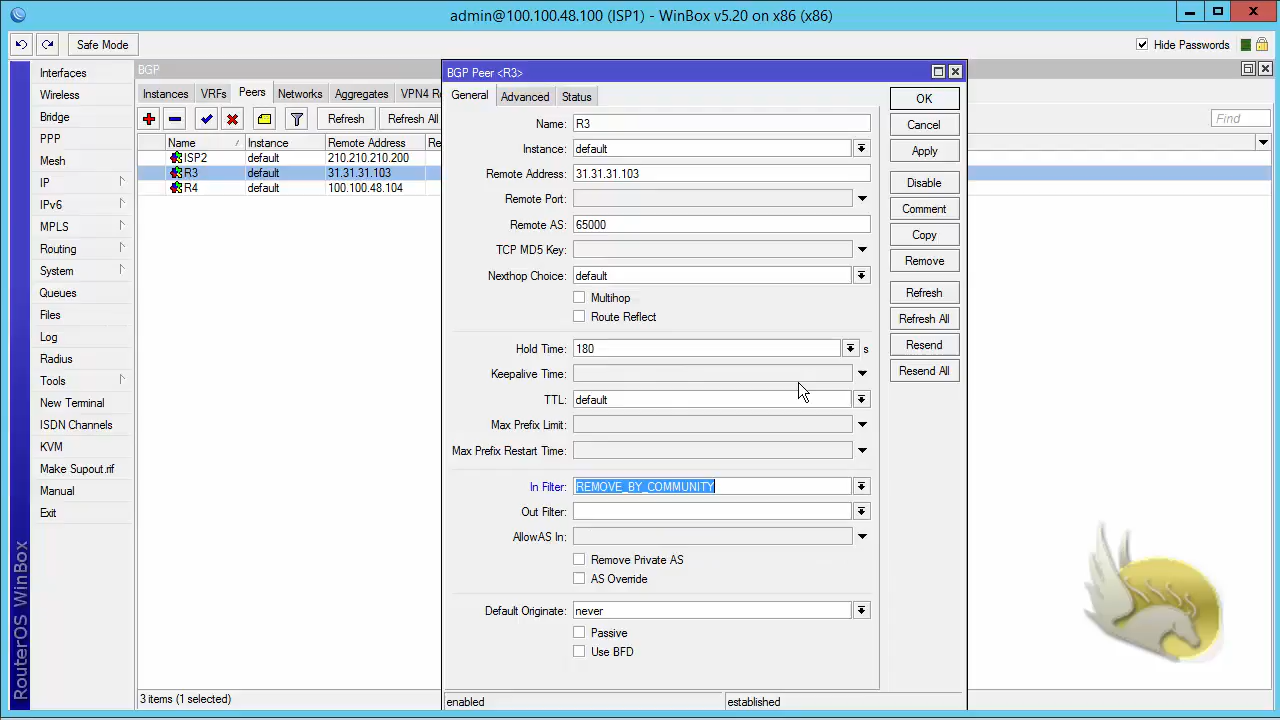 admin@100.100.48.100 (ISP1) - WinBox v5.20 on x86 (x86)
Safe Mode
Hide Passwords
Interfaces
Wireless
Bridge
PPP
Mesh
IP
IPv6
MPLS
Routing
System
Queues
Files
Log
Radius
Tools
New Terminal
ISDN Channels
KVM
Make Supout.rif
Manual
Exit
RouterOS WinBox
BGP
Instances VRFs Peers Networks Aggregates VPN4 Ro
Refresh Refresh All
Find
Name Instance Remote Address Re
ISP2 default 210.210.210.200
R3 default 31.31.31.103
R4 default 100.100.48.104
3 items (1 selected)
BGP Peer <R3>
General Advanced Status
Name: R3
Instance: default
Remote Address: 31.31.31.103
Remote Port:
Remote AS: 65000
TCP MD5 Key:
Nexthop Choice: default
Multihop
Route Reflect
Hold Time: 180 s
Keepalive Time:
TTL: default
Max Prefix Limit:
Max Prefix Restart Time:
In Filter: REMOVE_BY_COMMUNITY
Out Filter:
AllowAS In:
Remove Private AS
AS Override
Default Originate: never
Passive
Use BFD
OK
Cancel
Apply
Disable
Comment
Copy
Remove
Refresh
Refresh All
Resend
Resend All
enabled
established